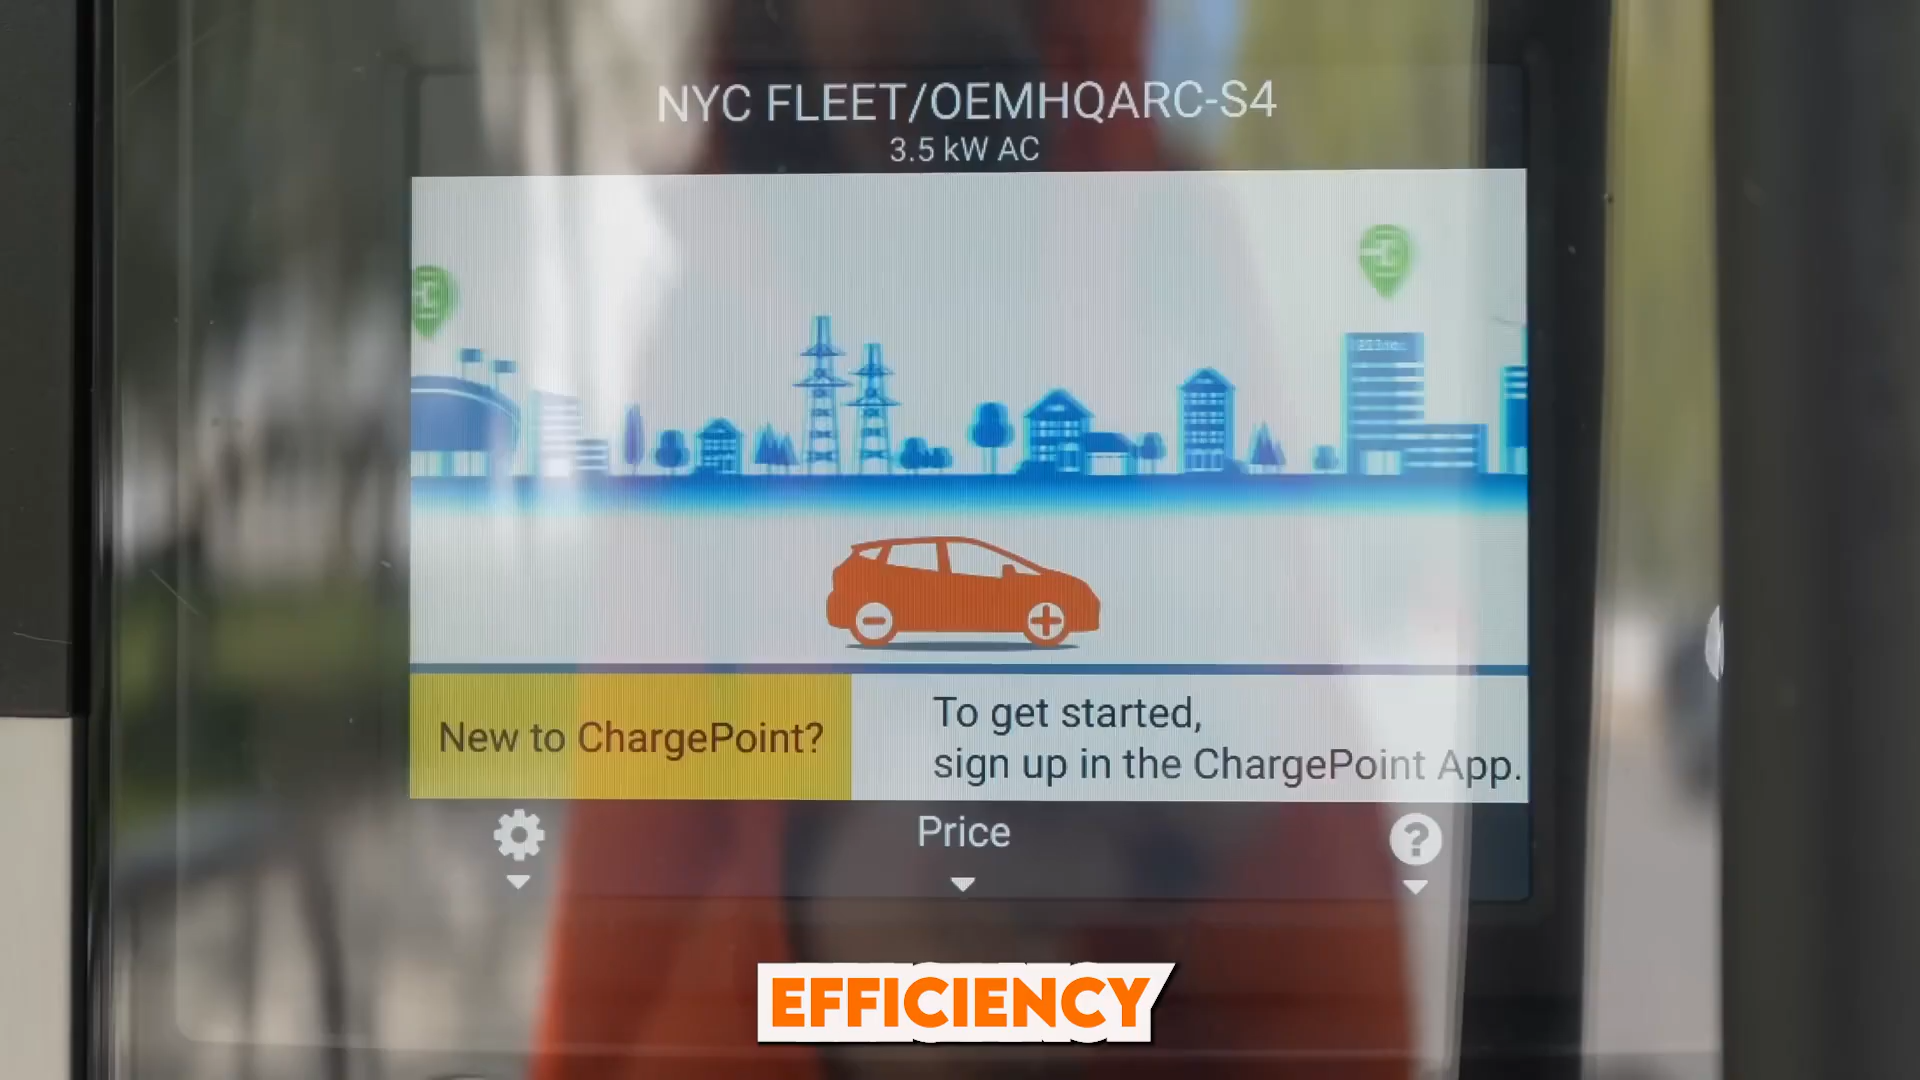 NYC FLEET/OEMHQARC-S4
3.5 kW AC
New to ChargePoint?
To get started,
sign up in the ChargePoint App.
Price
EFFICIENCY